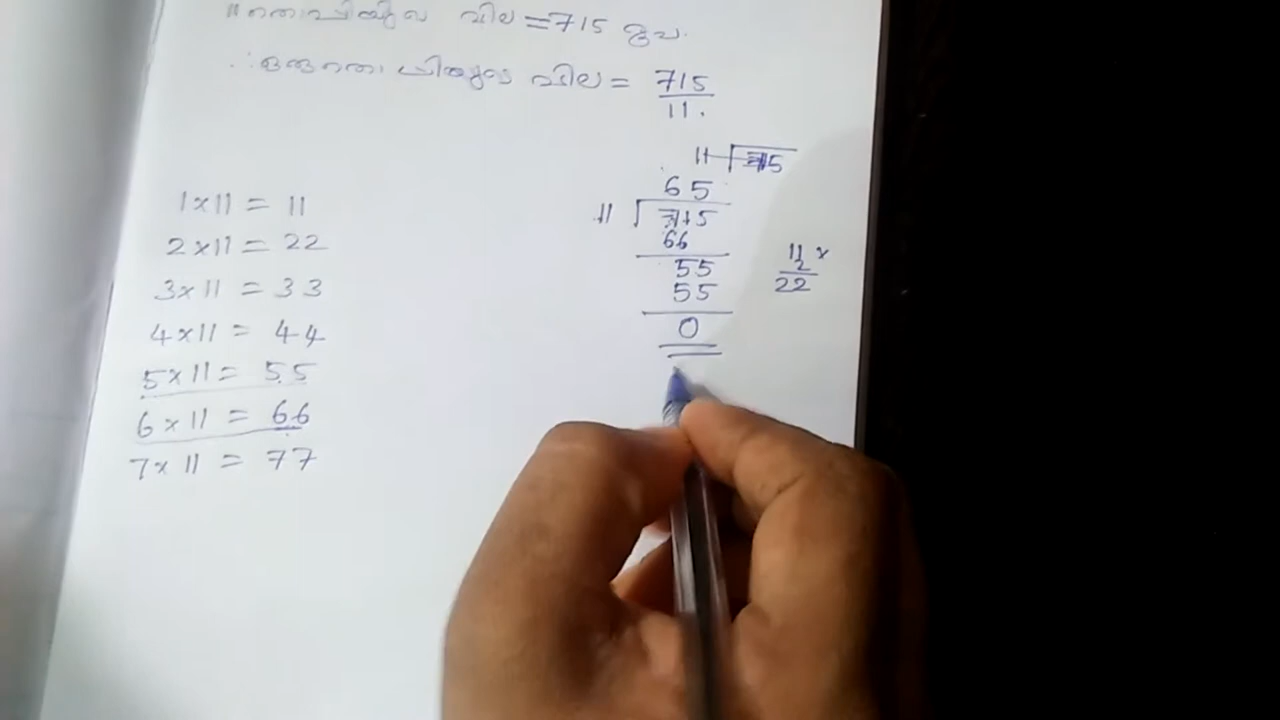 11 തൊപ്പിയുടെ വില = 715 രൂപ.
∴ ഒരു തൊപ്പിയുടെ വില = 715
11.
11 715
65
11 715
66
55
55
0
11 ×
2
22
1 × 11 = 11
2 × 11 = 22
3 × 11 = 33
4 × 11 = 44
5 × 11 = 55
6 × 11 = 66
7 × 11 = 77